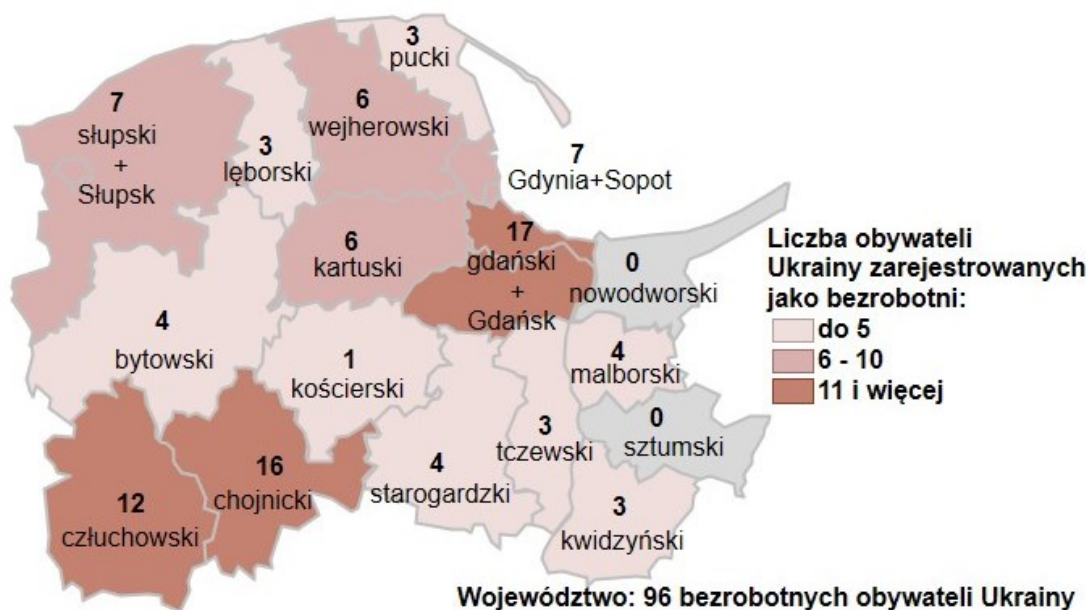 3
pucki
7
słupski
+
Słupsk
6
wejherowski
3
lęborski
7
Gdynia+Sopot
17
gdański
+
Gdańsk
6
kartuski
0
nowodworski
4
bytowski
1
kościerski
4
malborski
0
sztumski
3
tczewski
4
starogardzki
16
chojnicki
12
człuchowski
3
kwidzyński
Liczba obywateli
Ukrainy zarejestrowanych
jako bezrobotni:
do 5
6 - 10
11 i więcej
Województwo: 96 bezrobotnych obywateli Ukrainy